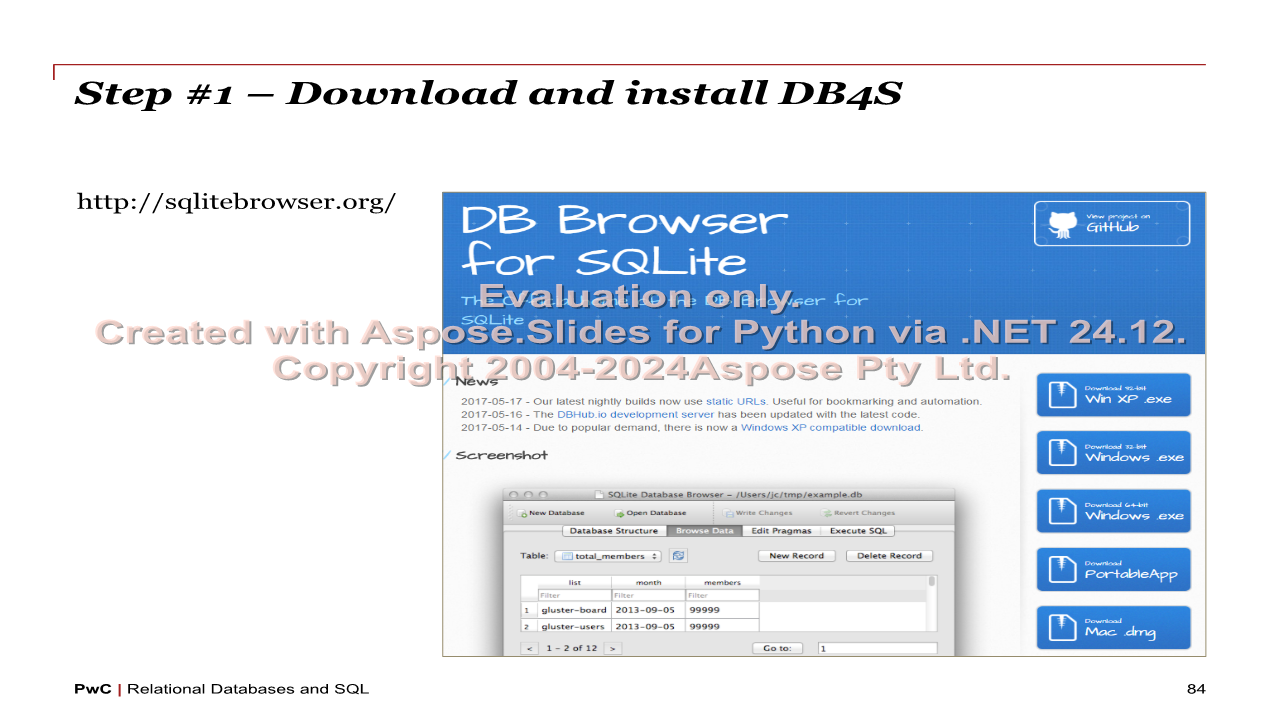 Step #1 – Download and install DB4S
http://sqlitebrowser.org/
DB Browser
for SQLite
The Official home of the DB Browser for
SQLite
View project on
GitHub
Evaluation only.
Created with Aspose.Slides for Python via .NET 24.12.
Copyright 2004-2024Aspose Pty Ltd.
News
2017-05-17 - Our latest nightly builds now use static URLs. Useful for bookmarking and automation.
2017-05-16 - The DBHub.io development server has been updated with the latest code.
2017-05-14 - Due to popular demand, there is now a Windows XP compatible download.
Screenshot
SQLite Database Browser – /Users/jc/tmp/example.db
New Database Open Database Write Changes Revert Changes
Database Structure Browse Data Edit Pragmas Execute SQL
Table: total_members New Record Delete Record
list month members
Filter Filter Filter
1 gluster-board 2013-09-05 99999
2 gluster-users 2013-09-05 99999
< 1 - 2 of 12 > Go to: 1
Download 32-bit
Win XP .exe
Download 32-bit
Windows .exe
Download 64-bit
Windows .exe
Download
PortableApp
Download
Mac .dmg
PwC | Relational Databases and SQL
84